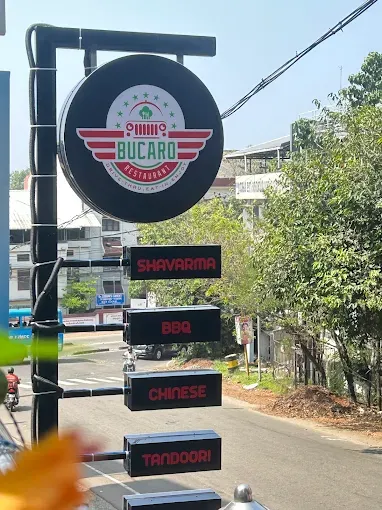 BUCARO
RESTAURANT
SHAVARMA
BBQ
CHINESE
TANDOORI